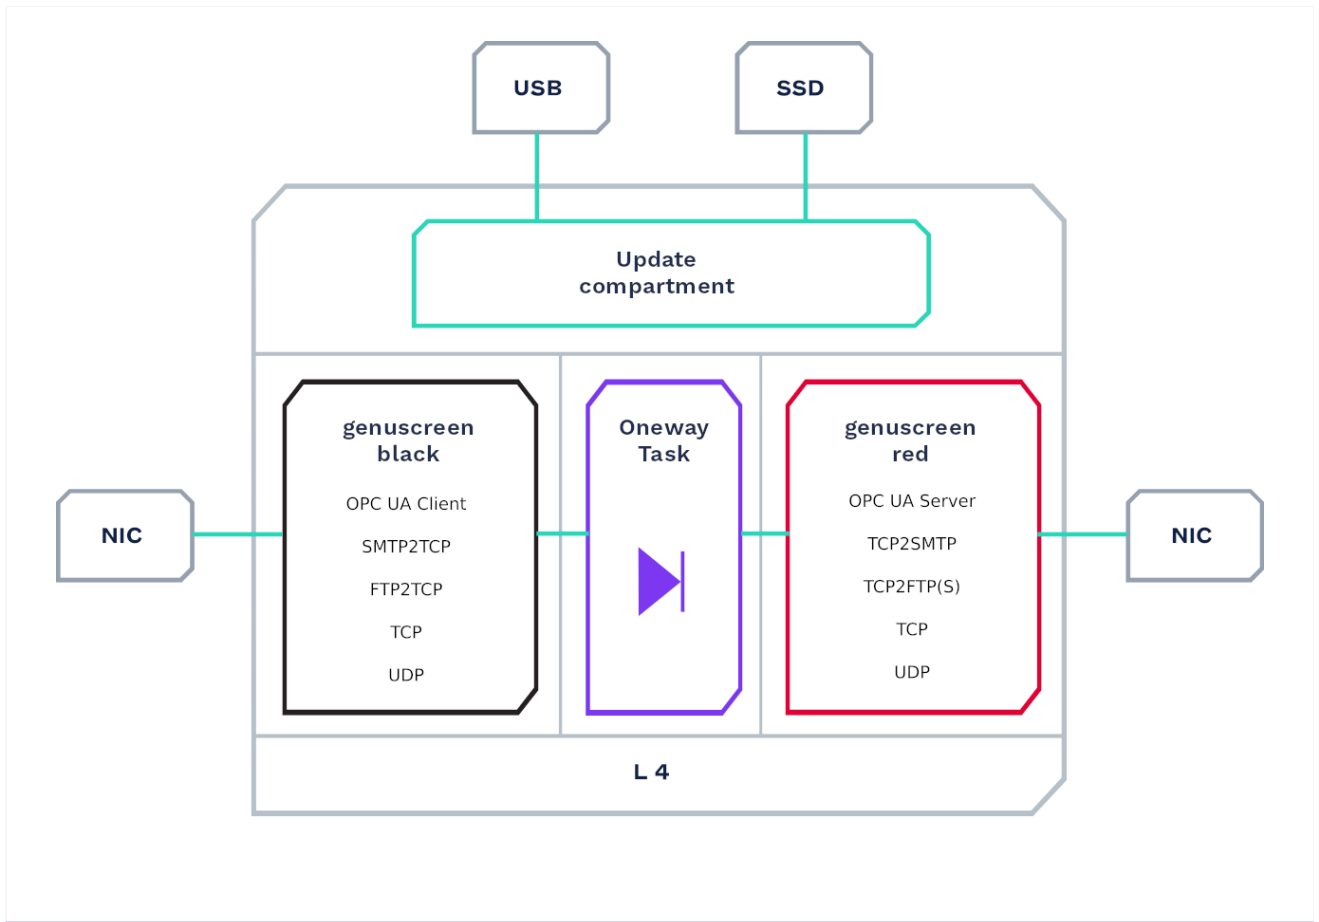 USB
SSD
Update
compartment
genuscreen
black
OPC UA Client
SMTP2TCP
FTP2TCP
TCP
UDP
Oneway
Task
genuscreen
red
OPC UA Server
TCP2SMTP
TCP2FTP(S)
TCP
UDP
NIC
NIC
L 4